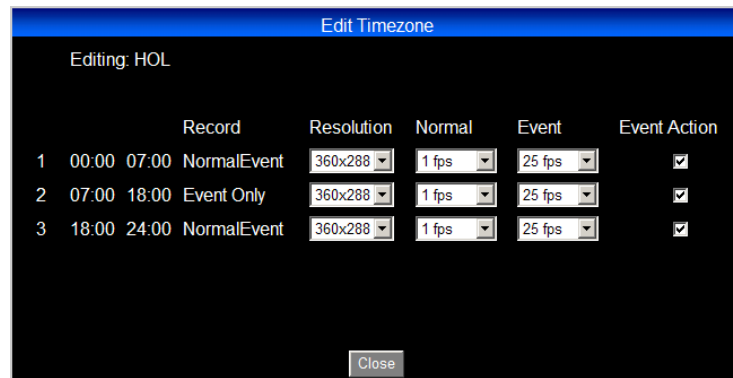 Edit Timezone
Editing: HOL
Record Resolution Normal Event Event Action
1 00:00 07:00 NormalEvent 360x288 1 fps 25 fps
2 07:00 18:00 Event Only 360x288 1 fps 25 fps
3 18:00 24:00 NormalEvent 360x288 1 fps 25 fps
Close